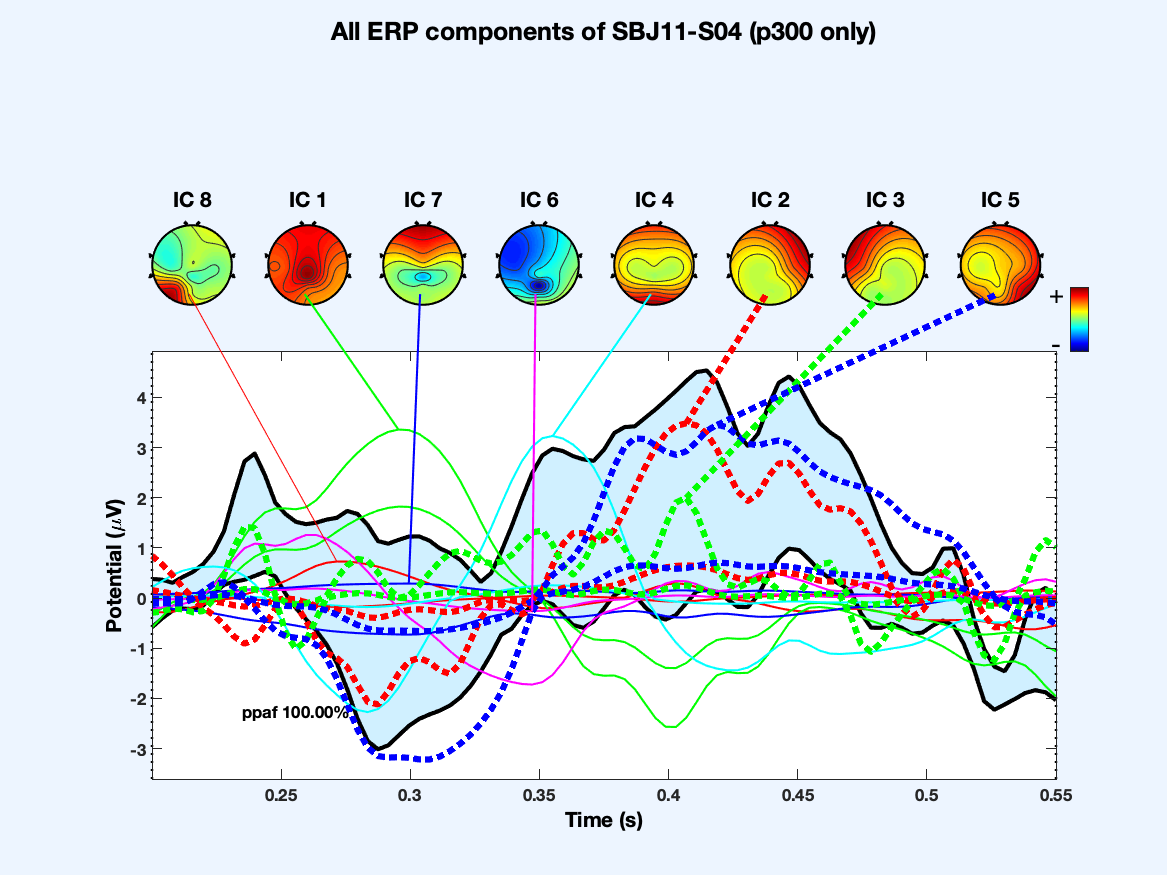 All ERP components of SBJ11-S04 (p300 only)
IC 8 IC 1 IC 7 IC 6 IC 4 IC 2 IC 3 IC 5
+
-
4
3
2
1
0
-1
-2
-3
Potential (μV)
ppaf 100.00%
0.25 0.3 0.35 0.4 0.45 0.5 0.55
Time (s)